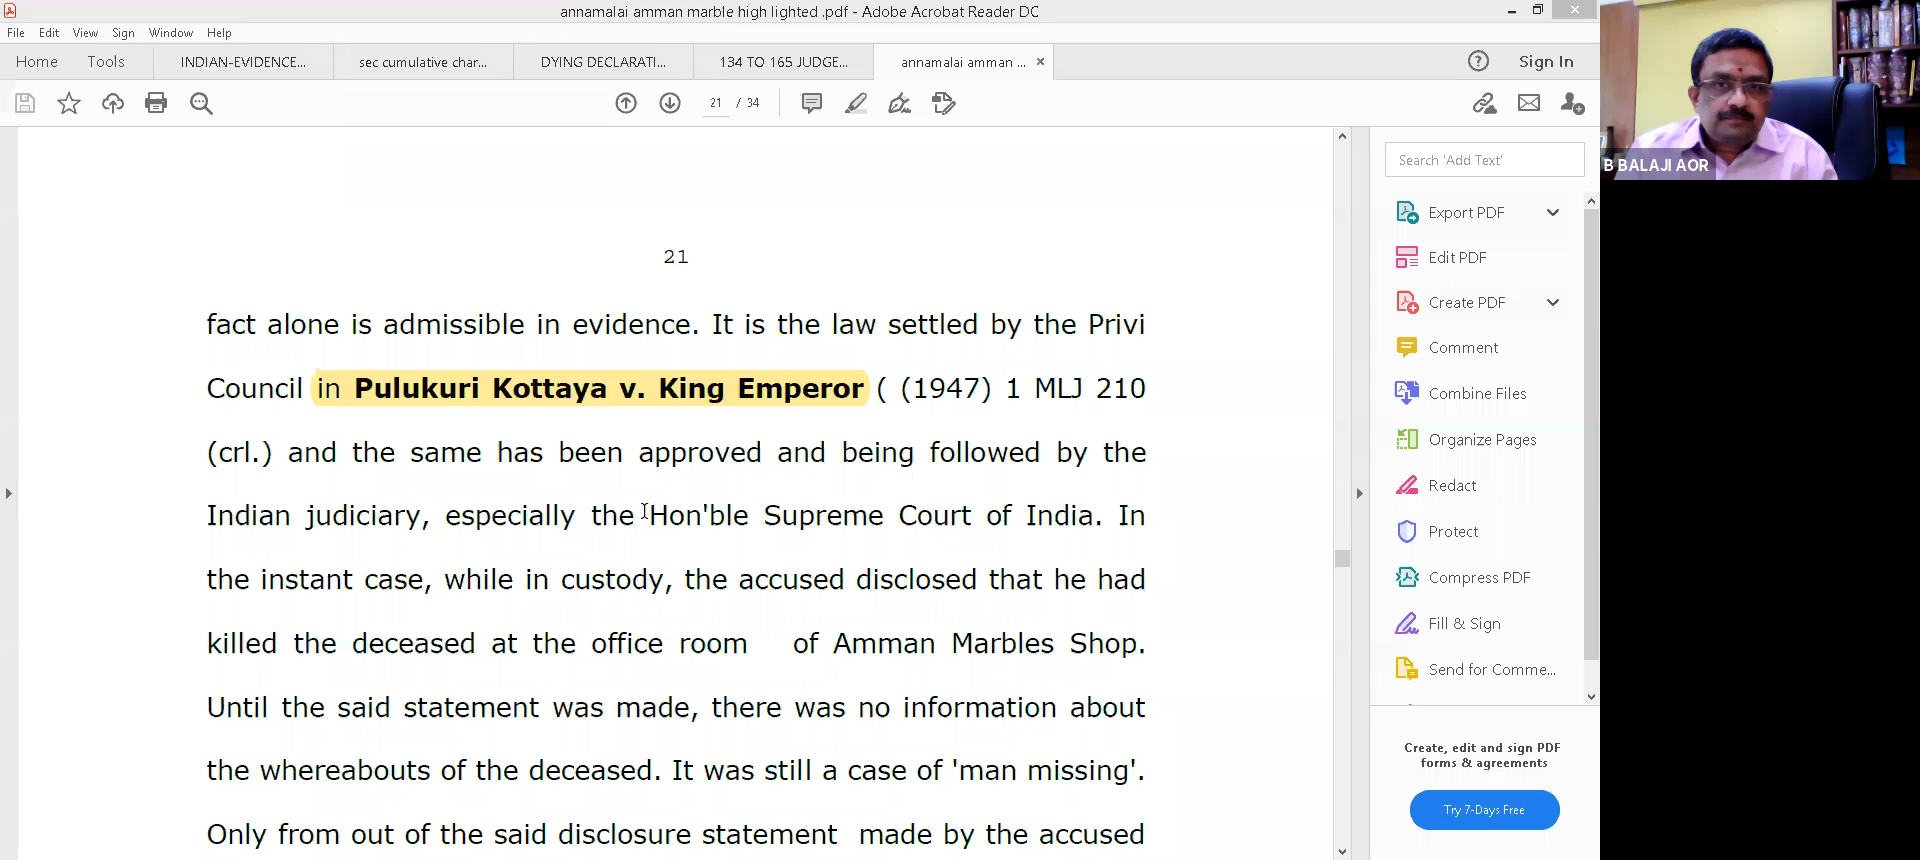 annamalai amman marble high lighted .pdf - Adobe Acrobat Reader DC
File Edit View Sign Window Help
Home Tools INDIAN-EVIDENCE... sec cumulative char... DYING DECLARATI... 134 TO 165 JUDGE... annamalai amman ... × Sign In
21 / 34
Search 'Add Text'
B BALAJI AOR
Export PDF
Edit PDF
Create PDF
Comment
Combine Files
Organize Pages
Redact
Protect
Compress PDF
Fill & Sign
Send for Comme...
Create, edit and sign PDF
forms & agreements
Try 7-Days Free
21
fact alone is admissible in evidence. It is the law settled by the Privi
Council in Pulukuri Kottaya v. King Emperor ( (1947) 1 MLJ 210
(crl.) and the same has been approved and being followed by the
Indian judiciary, especially the Hon'ble Supreme Court of India. In
the instant case, while in custody, the accused disclosed that he had
killed the deceased at the office room of Amman Marbles Shop.
Until the said statement was made, there was no information about
the whereabouts of the deceased. It was still a case of 'man missing'.
Only from out of the said disclosure statement made by the accused